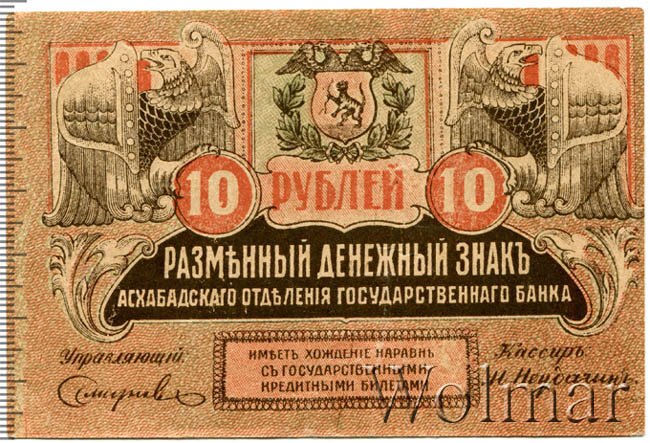 10 РУБЛЕЙ 10
РАЗМѢННЫЙ ДЕНЕЖНЫЙ ЗНАКЪ
АСХАБАДСКАГО ОТДѢЛЕНІЯ ГОСУДАРСТВЕННАГО БАНКА
Управляющій
Кассиръ
ИМѢЕТЪ ХОЖДЕНІЕ НАРАВНѢ
СЪ ГОСУДАРСТВЕННЫМИ
КРЕДИТНЫМИ БИЛЕТАМИ
Wolmar